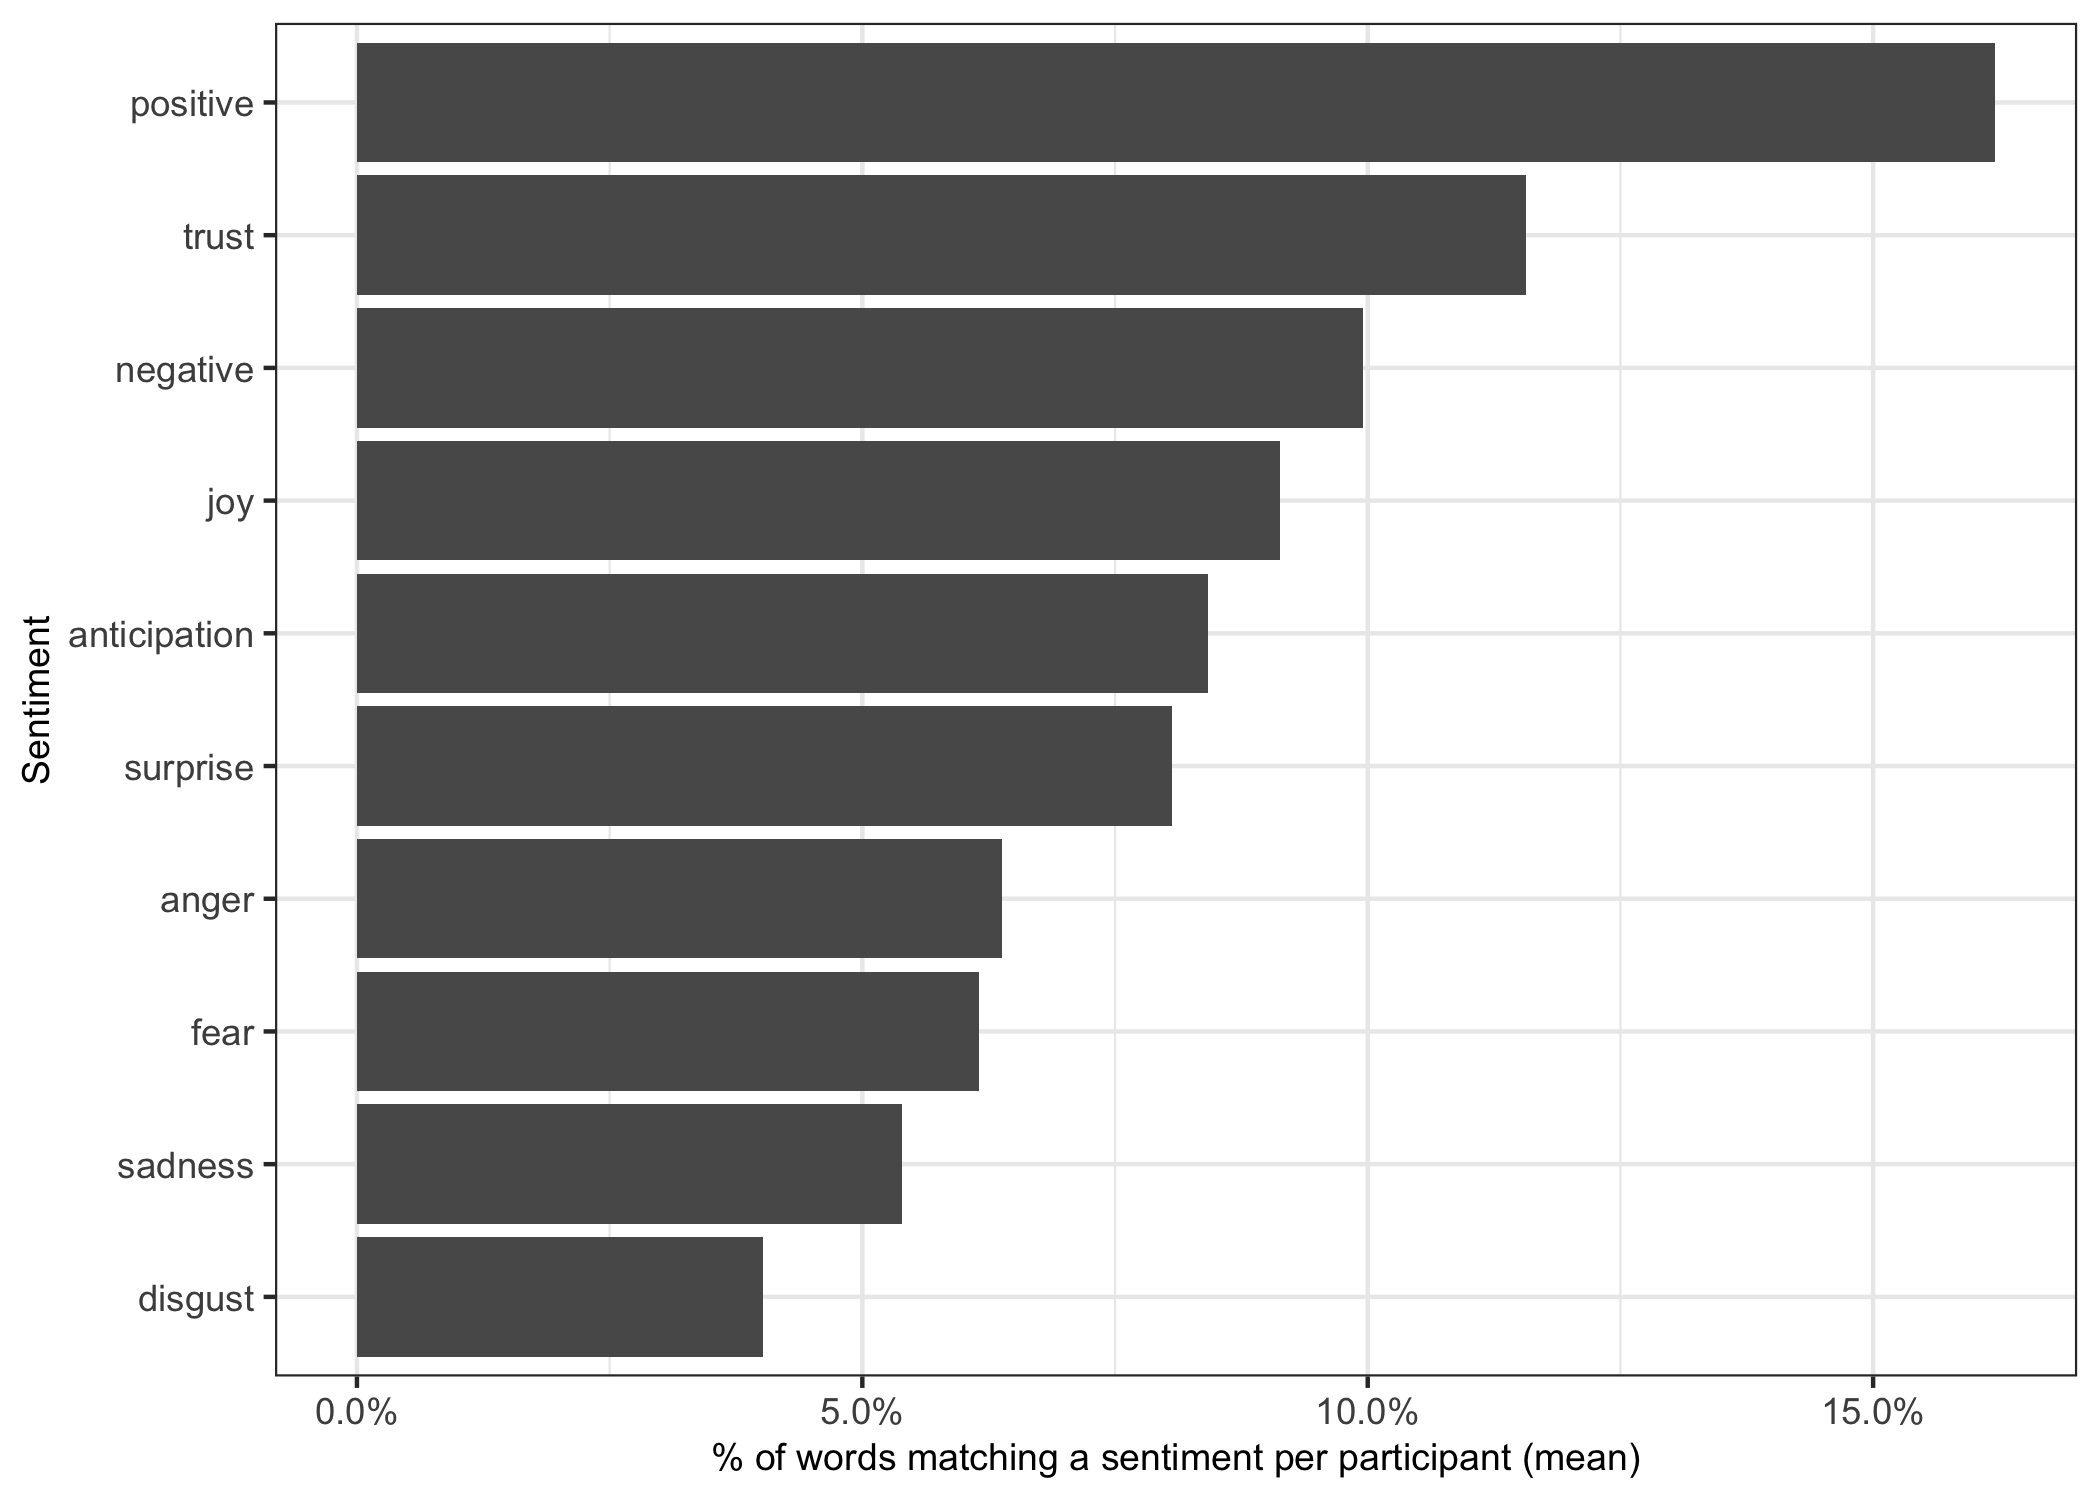 positive
trust
negative
joy
anticipation
surprise
anger
fear
sadness
disgust
Sentiment
0.0% 5.0% 10.0% 15.0%
% of words matching a sentiment per participant (mean)